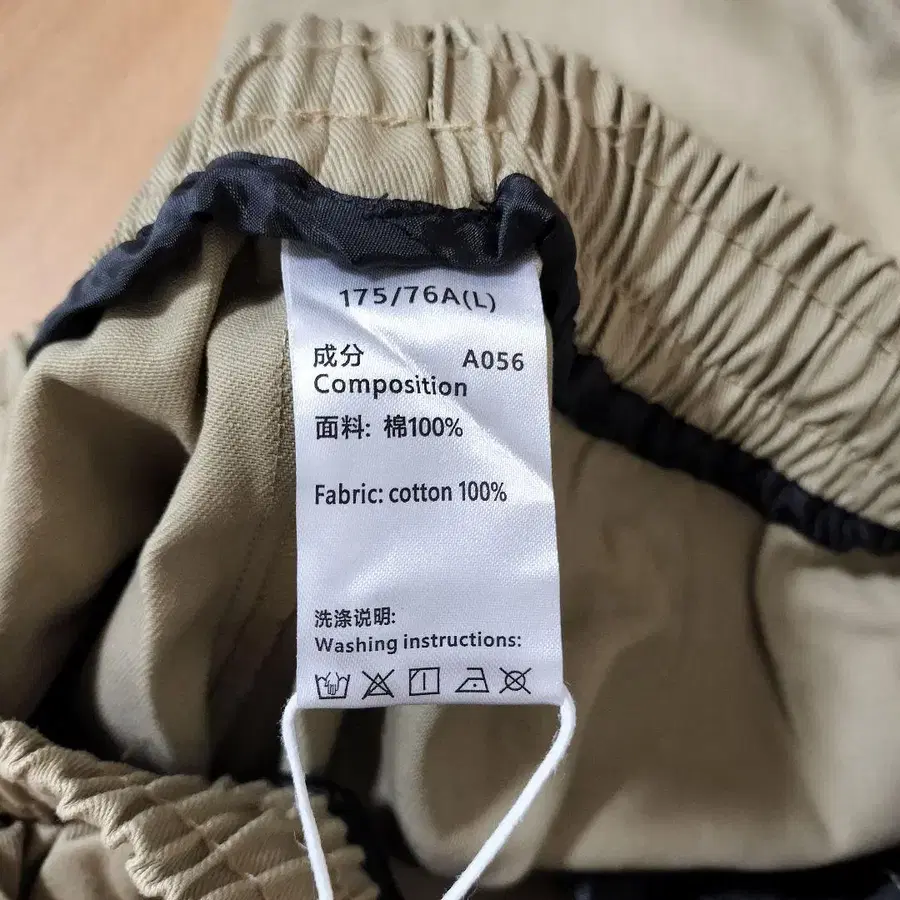 175/76A(L)
成分 A056
Composition
面料: 棉100%
Fabric: cotton 100%
洗涤说明:
Washing instructions: